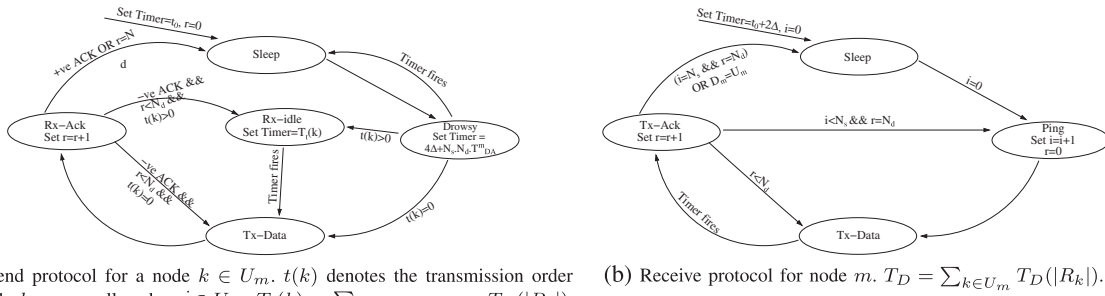 Set Timer=t₀, r=0
+ve ACK OR r=N
d
Sleep
Timer fires
−ve ACK &&
r<N_d &&
t(k)>0
Rx−Ack
Set r=r+1
Rx−idle
Set Timer=T_i(k)
t(k)>0
Drowsy
Set Timer =
4Δ+N_s.N_d.T^m_DA
−ve ACK &&
r<N_d &&
t(k)=0
Timer fires
t(k)=0
Tx−Data
end protocol for a node k ∈ U_m. t(k) denotes the transmission order
Set Timer=t₀+2Δ, i=0
(i=N_s && r=N_d)
OR D_m=U_m
Sleep
i=0
Tx−Ack
Set r=r+1
i<N_s && r=N_d
Ping
Set i=i+1
r=0
r<N_d
Timer fires
Tx−Data
(b) Receive protocol for node m. T_D = ∑_{k∈U_m} T_D(|R_k|).